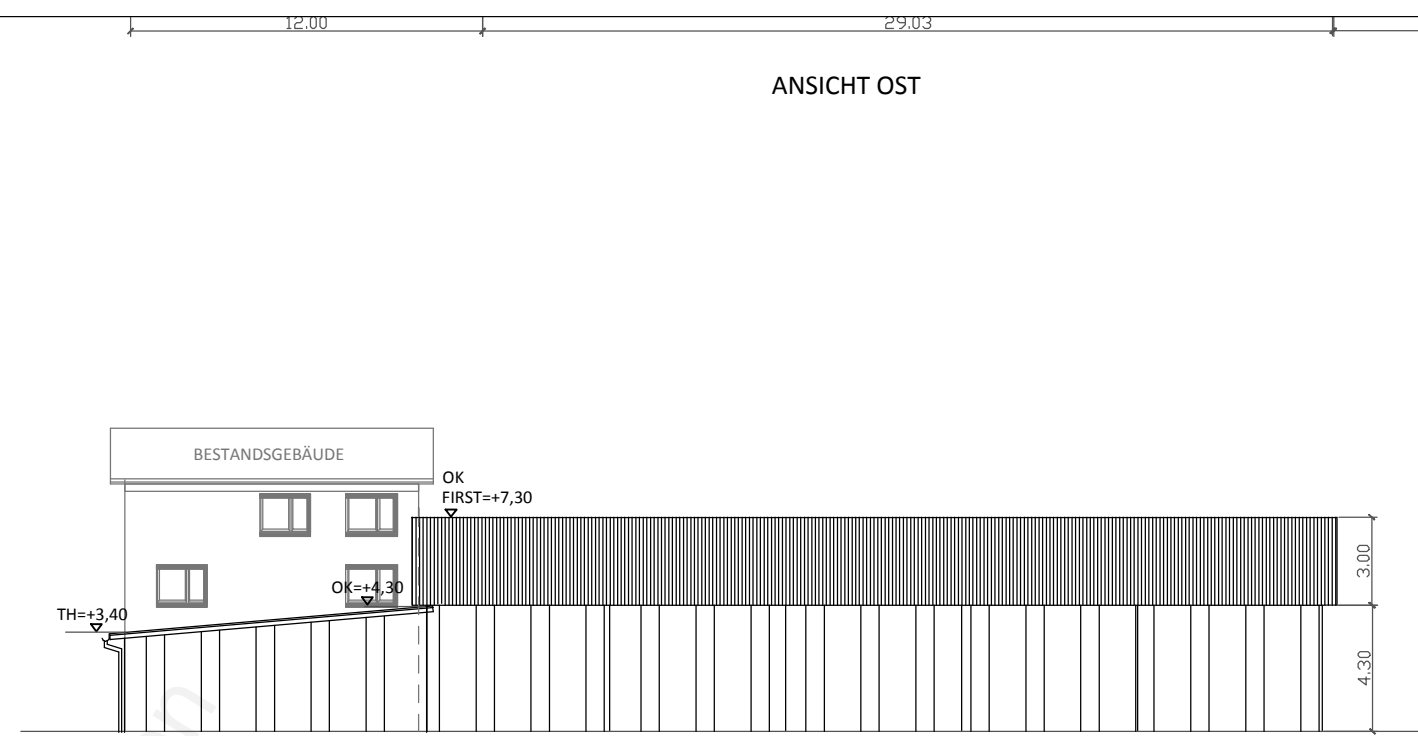 12.00
29.03
ANSICHT OST
BESTANDSGEBÄUDE
OK
FIRST=+7,30
3.00
OK=+4,30
TH=+3,40
4.30